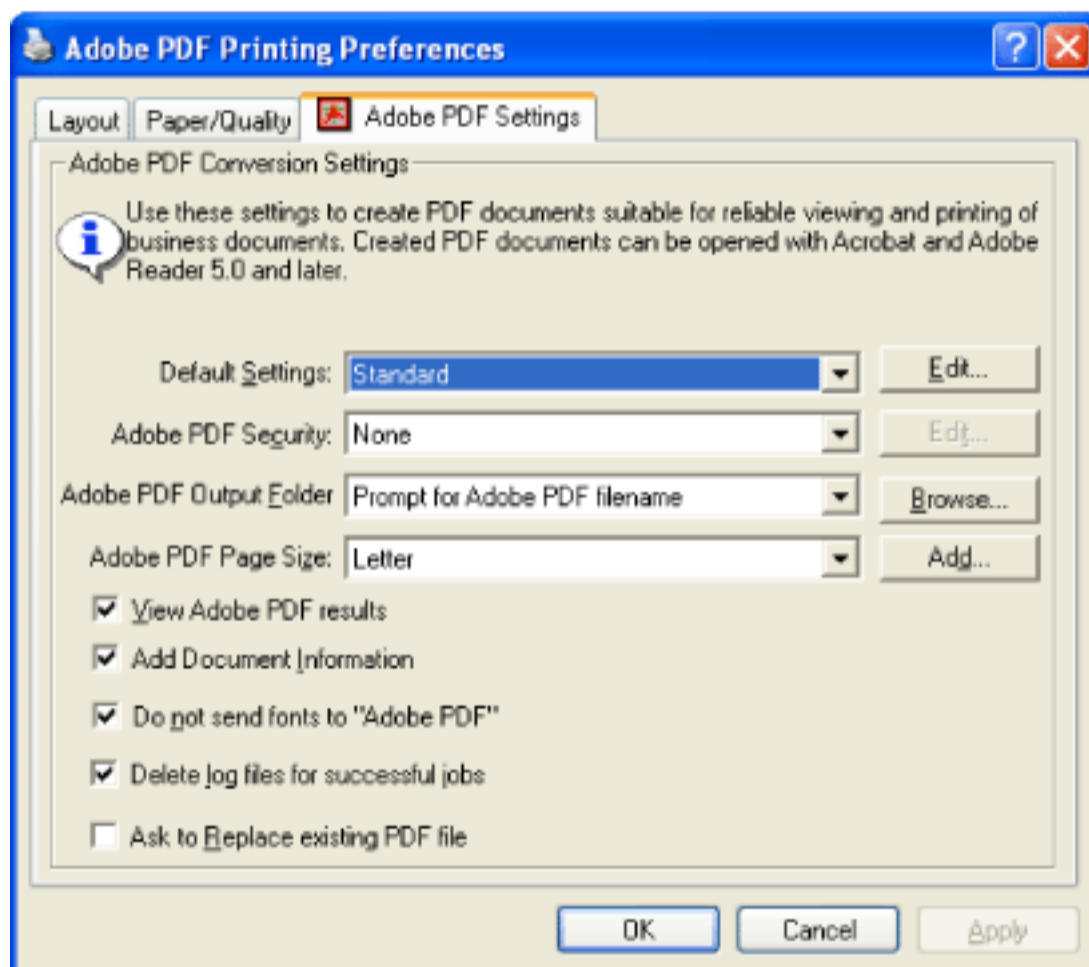 Adobe PDF Printing Preferences
Layout Paper/Quality Adobe PDF Settings
Adobe PDF Conversion Settings
Use these settings to create PDF documents suitable for reliable viewing and printing of
business documents. Created PDF documents can be opened with Acrobat and Adobe
Reader 5.0 and later.
Default Settings: Standard Edit...
Adobe PDF Security: None Edit...
Adobe PDF Output Folder Prompt for Adobe PDF filename Browse...
Adobe PDF Page Size: Letter Add...
View Adobe PDF results
Add Document Information
Do not send fonts to "Adobe PDF"
Delete log files for successful jobs
Ask to Replace existing PDF file
OK Cancel Apply